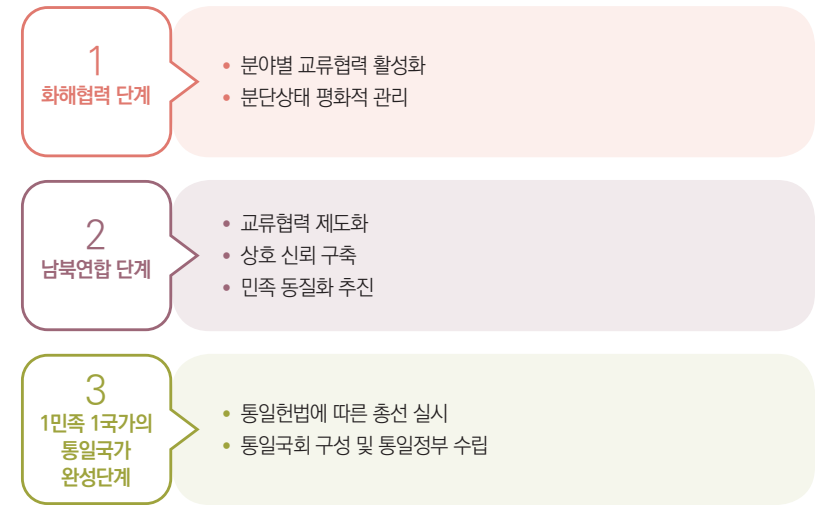 1
화해협력 단계
• 분야별 교류협력 활성화
• 분단상태 평화적 관리
2
남북연합 단계
• 교류협력 제도화
• 상호 신뢰 구축
• 민족 동질화 추진
3
1민족 1국가의
통일국가
완성단계
• 통일헌법에 따른 총선 실시
• 통일국회 구성 및 통일정부 수립